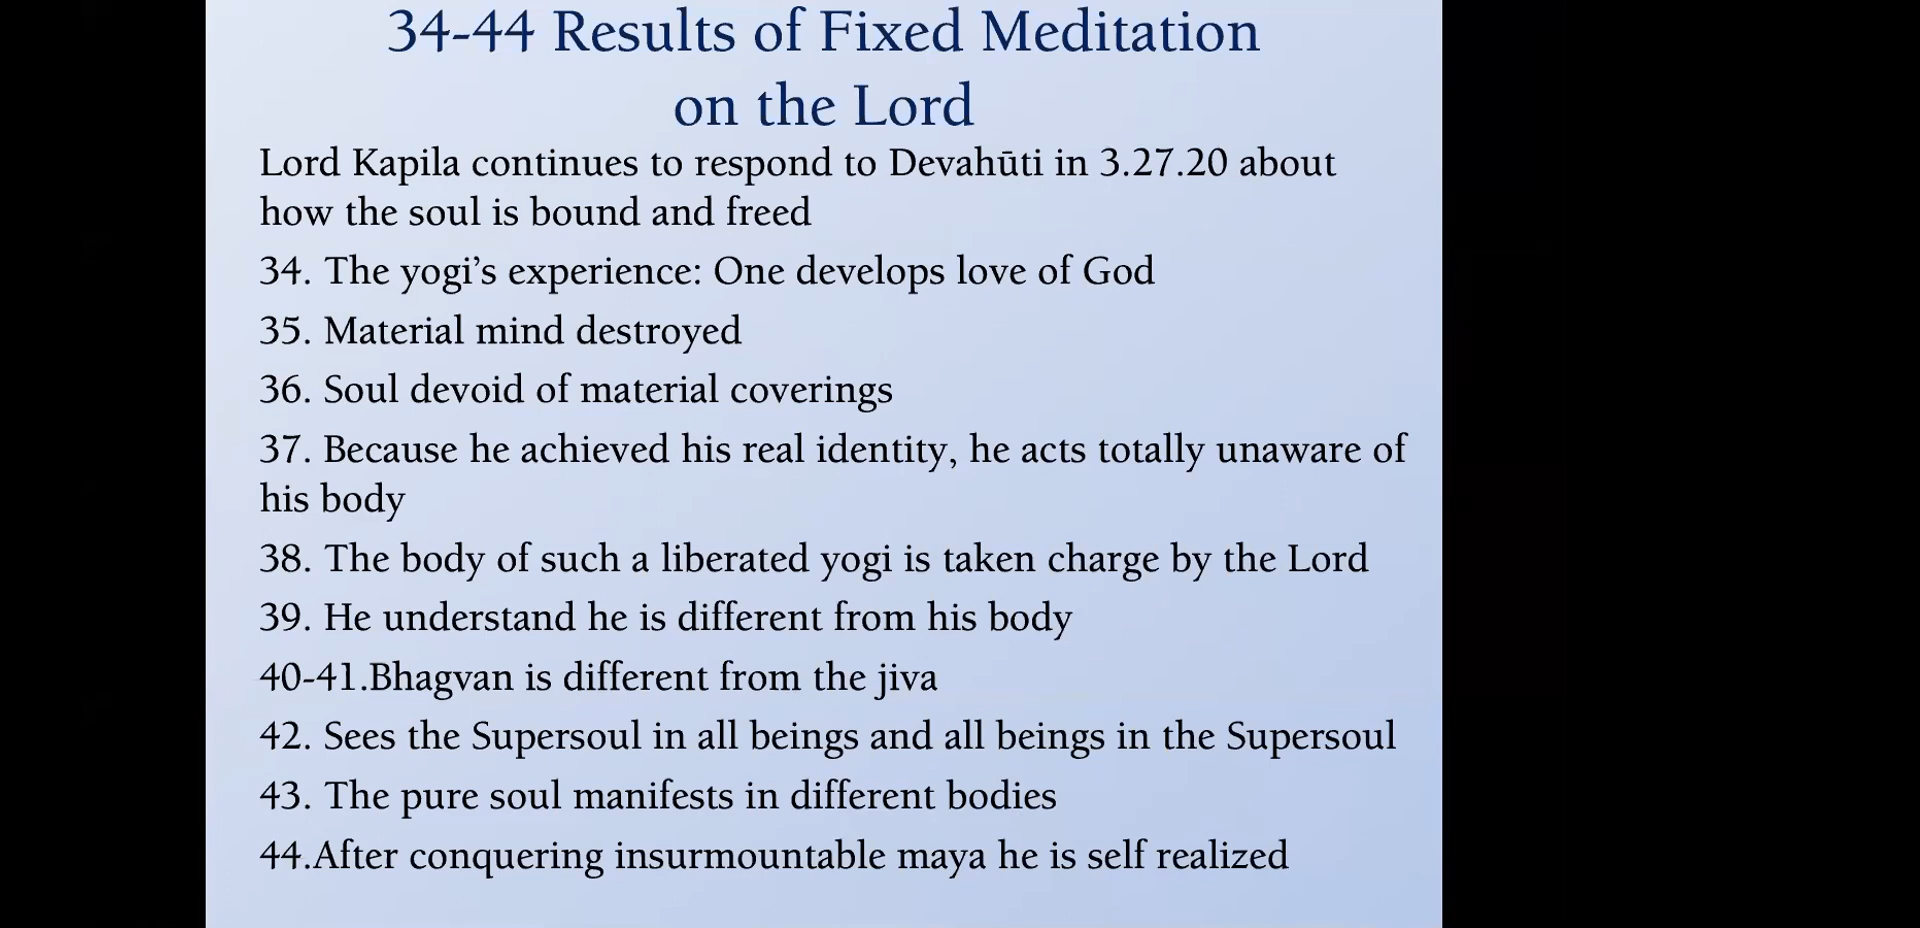 34-44 Results of Fixed Meditation
on the Lord
Lord Kapila continues to respond to Devahūti in 3.27.20 about
how the soul is bound and freed
34. The yogi’s experience: One develops love of God
35. Material mind destroyed
36. Soul devoid of material coverings
37. Because he achieved his real identity, he acts totally unaware of
his body
38. The body of such a liberated yogi is taken charge by the Lord
39. He understand he is different from his body
40-41.Bhagvan is different from the jiva
42. Sees the Supersoul in all beings and all beings in the Supersoul
43. The pure soul manifests in different bodies
44.After conquering insurmountable maya he is self realized